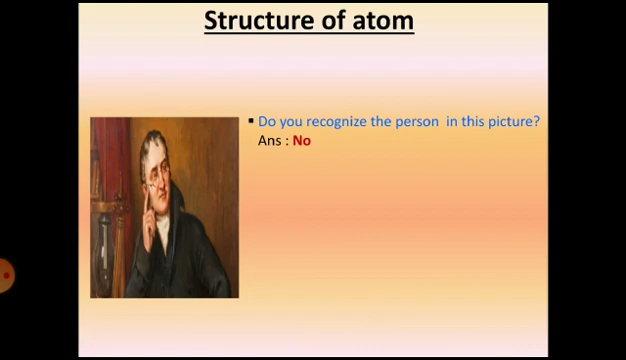 Structure of atom
▪ Do you recognize the person in this picture?
Ans : No